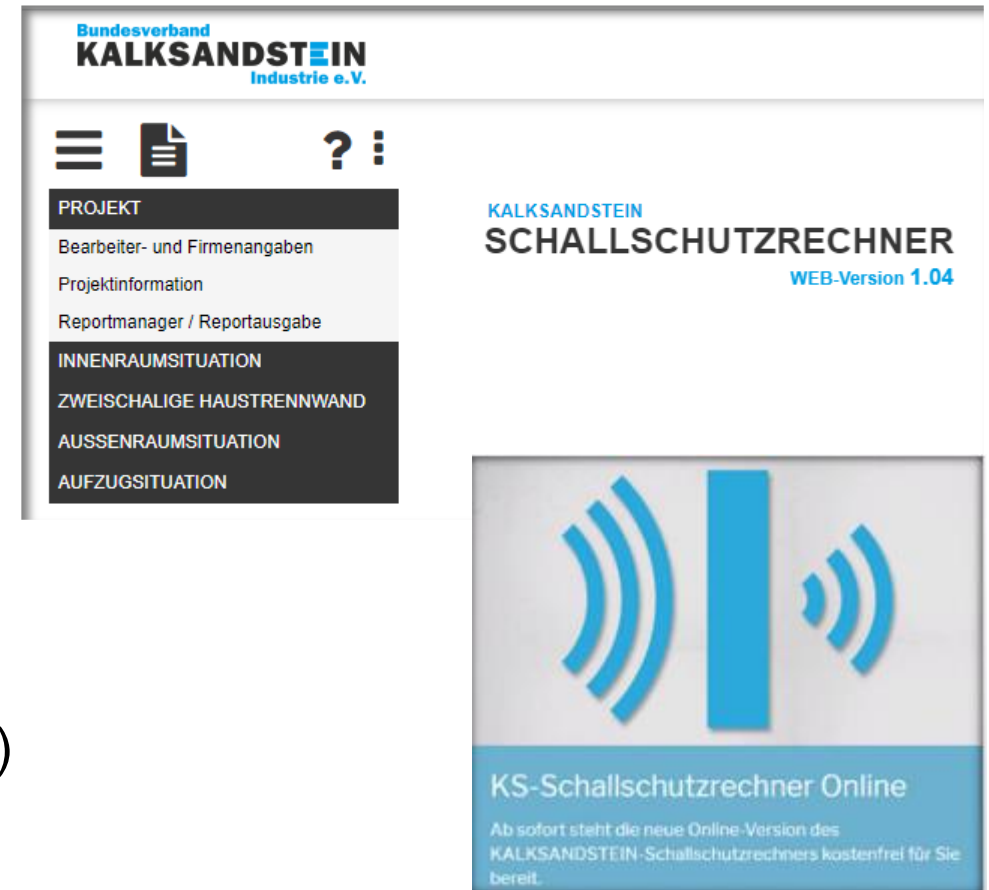 Bundesverband
KALKSANDSTEIN
Industrie e.V.
?
PROJEKT
Bearbeiter- und Firmenangaben
Projektinformation
Reportmanager / Reportausgabe
INNENRAUMSITUATION
ZWEISCHALIGE HAUSTRENNWAND
AUSSENRAUMSITUATION
AUFZUGSITUATION
KALKSANDSTEIN
SCHALLSCHUTZRECHNER
WEB-Version 1.04
)
KS-Schallschutzrechner Online
Ab sofort steht die neue Online-Version des
KALKSANDSTEIN-Schallschutzrechners kostenfrei für Sie
bereit.